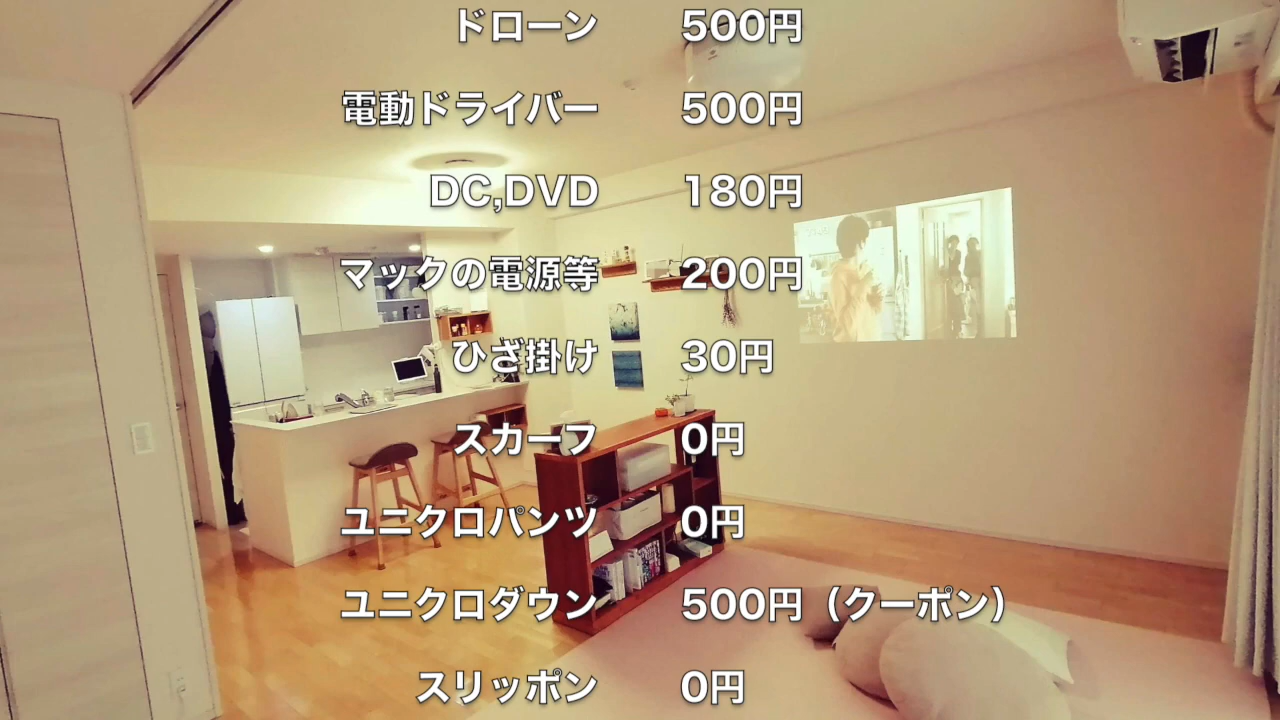 ドローン 500円
電動ドライバー 500円
DC,DVD 180円
マックの電源等 200円
ひざ掛け 30円
スカーフ 0円
ユニクロパンツ 0円
ユニクロダウン 500円（クーポン）
スリッポン 0円